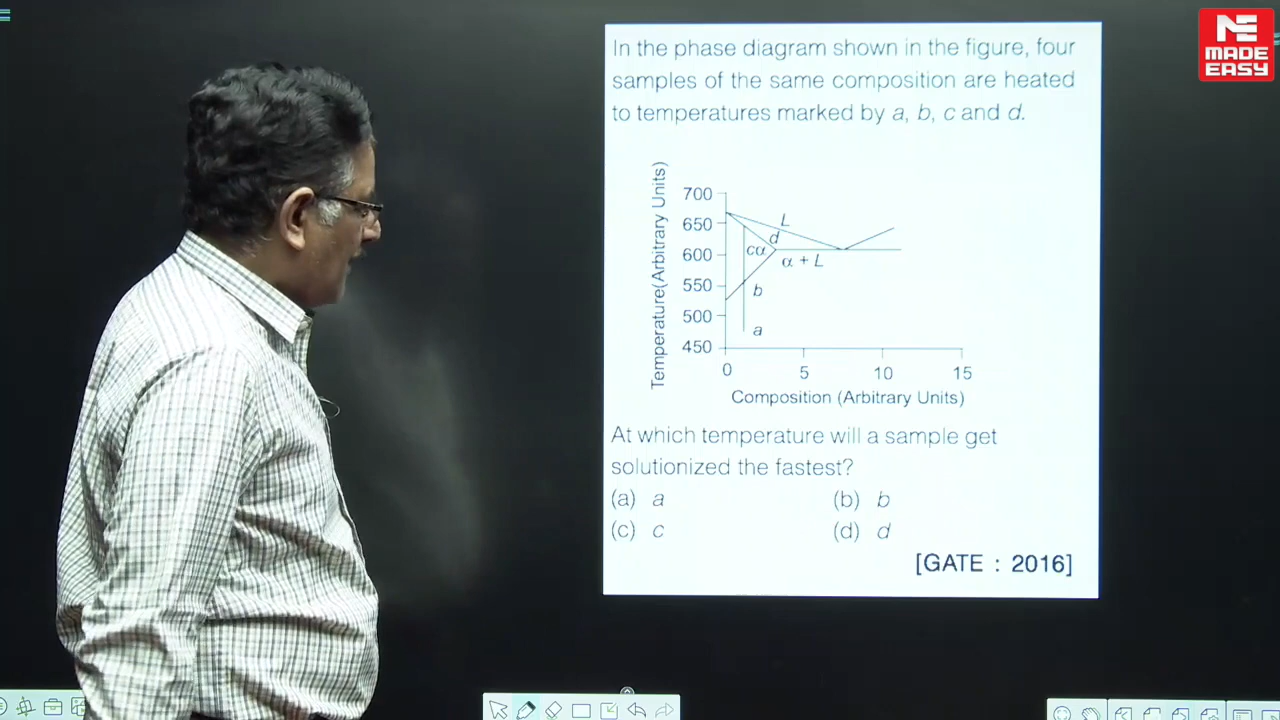 ME
MADE
EASY
In the phase diagram shown in the figure, four
samples of the same composition are heated
to temperatures marked by a, b, c and d.
Temperature(Arbitrary Units)
700
650
600
550
500
450
L
d
cα
α + L
b
a
0 5 10 15
Composition (Arbitrary Units)
At which temperature will a sample get
solutionized the fastest?
(a) a (b) b
(c) c (d) d
[GATE : 2016]